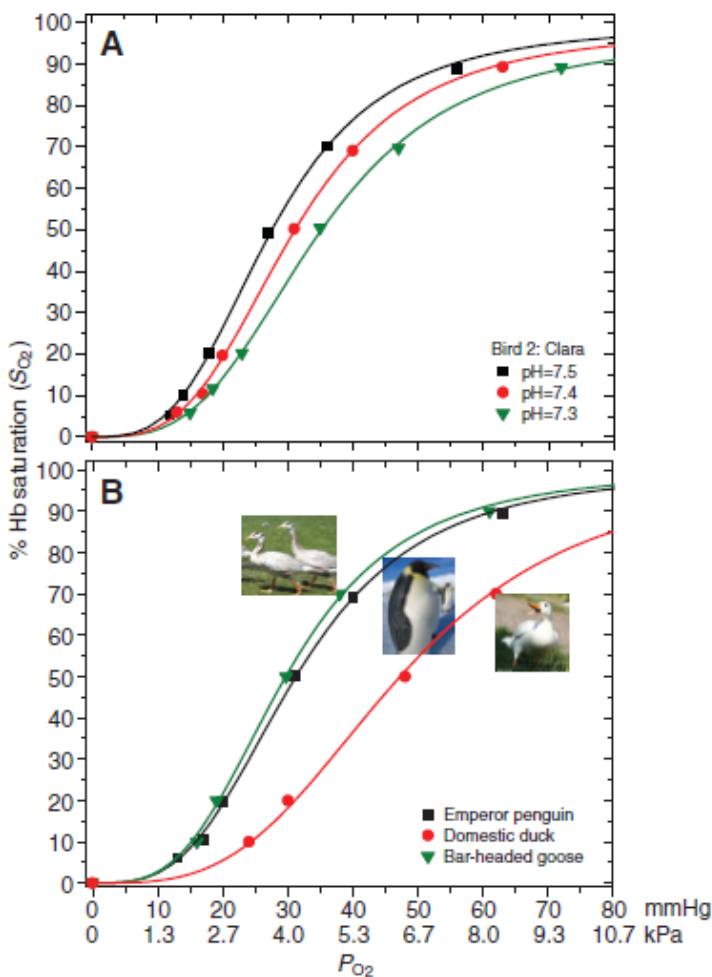 A
100
90
80
70
60
50
40
30
20
10
0
Bird 2: Clara
pH=7.5
pH=7.4
pH=7.3
% Hb saturation (SO2)
B
100
90
80
70
60
50
40
30
20
10
0
Emperor penguin
Domestic duck
Bar-headed goose
0 10 20 30 40 50 60 70 80 mmHg
0 1.3 2.7 4.0 5.3 6.7 8.0 9.3 10.7 kPa
PO2